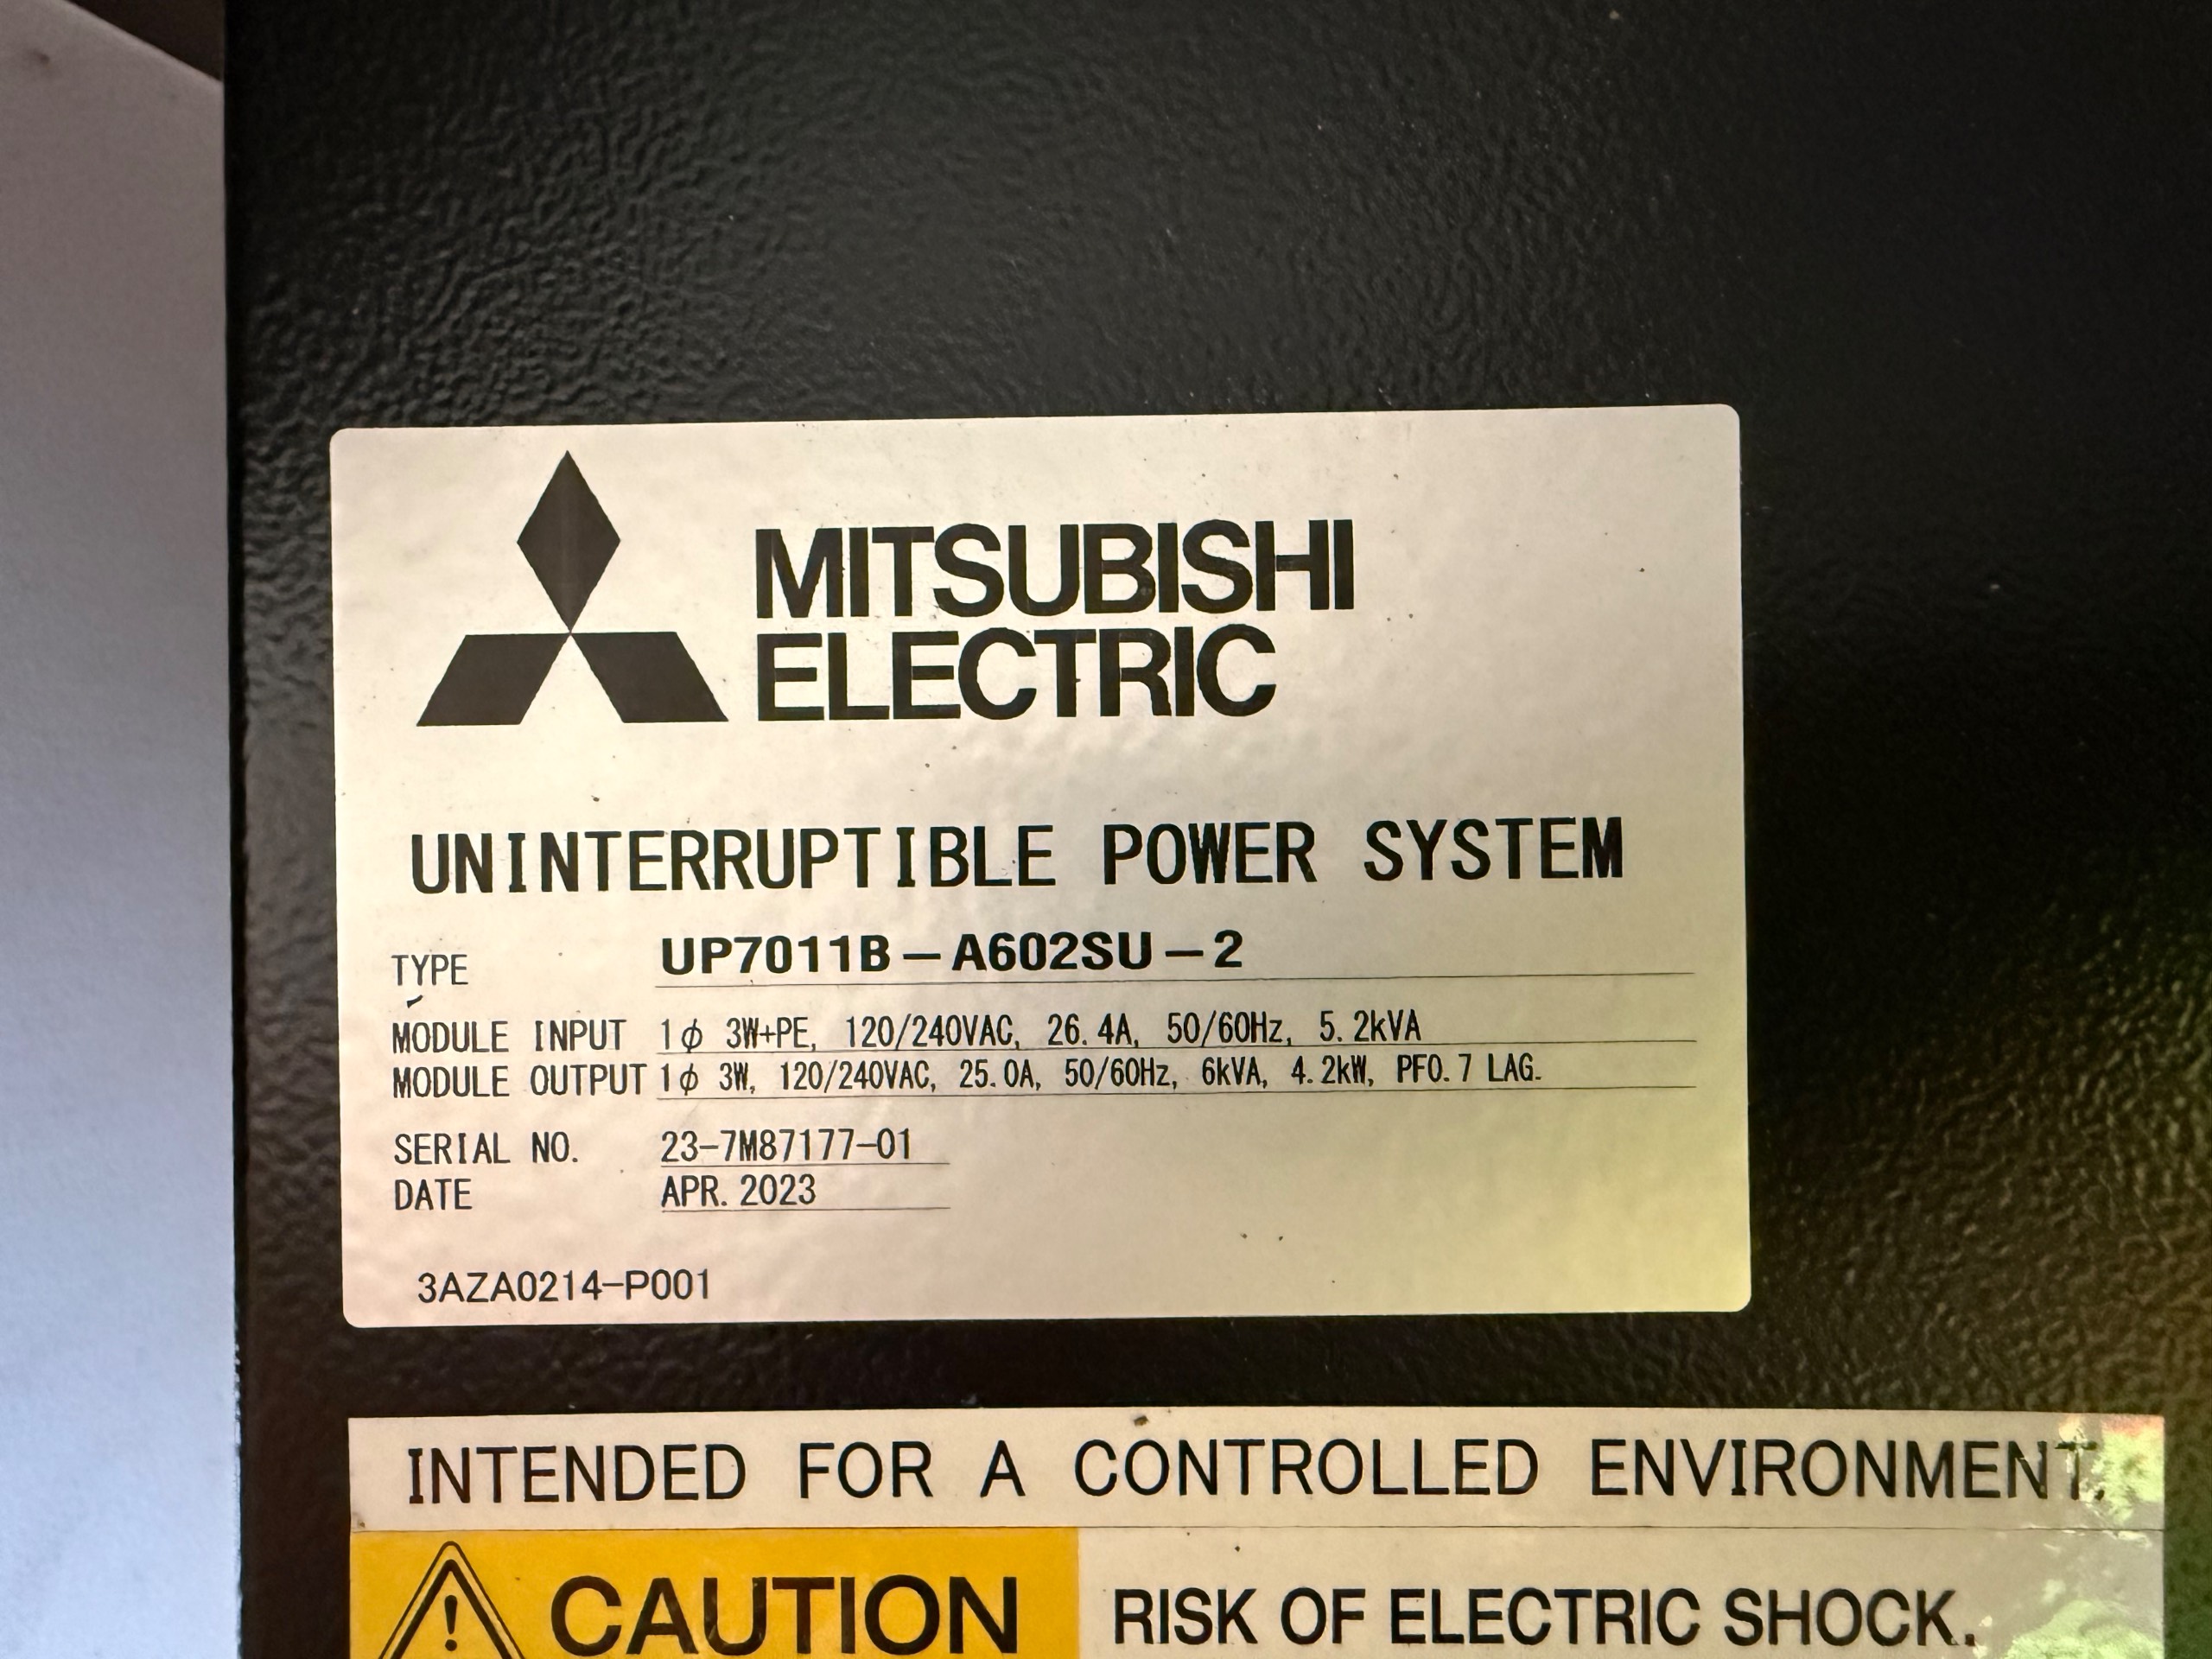 MITSUBISHI
ELECTRIC
UNINTERRUPTIBLE POWER SYSTEM
TYPE UP7011B-A602SU-2
MODULE INPUT 1φ 3W+PE, 120/240VAC, 26.4A, 50/60Hz, 5.2kVA
MODULE OUTPUT 1φ 3W, 120/240VAC, 25.0A, 50/60Hz, 6kVA, 4.2kW, PF0.7 LAG.
SERIAL NO. 23-7M87177-01
DATE APR. 2023
3AZA0214-P001
INTENDED FOR A CONTROLLED ENVIRONMENT.
CAUTION RISK OF ELECTRIC SHOCK.